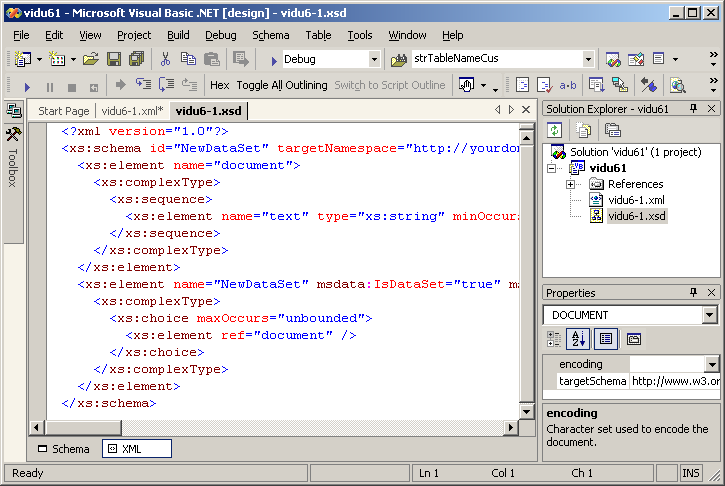 vidu61 - Microsoft Visual Basic .NET [design] - vidu6-1.xsd
File Edit View Project Build Debug Schema Table Tools Window Help
Debug strTableNameCus
Hex Toggle All Outlining Switch to Script Outline
Toolbox
Start Page vidu6-1.xml* vidu6-1.xsd
<?xml version="1.0"?>
<xs:schema id="NewDataSet" targetNamespace="http://yourdor
<xs:element name="document">
<xs:complexType>
<xs:sequence>
<xs:element name="text" type="xs:string" minOccurs
</xs:sequence>
</xs:complexType>
</xs:element>
<xs:element name="NewDataSet" msdata:IsDataSet="true" ms
<xs:complexType>
<xs:choice maxOccurs="unbounded">
<xs:element ref="document" />
</xs:choice>
</xs:complexType>
</xs:element>
</xs:schema>
Schema XML
Solution Explorer - vidu61
Solution 'vidu61' (1 project)
vidu61
References
vidu6-1.xml
vidu6-1.xsd
Properties
DOCUMENT
encoding
targetSchema http://www.w3.or
encoding
Character set used to encode the
document.
Ready Ln 1 Col 1 Ch 1 INS